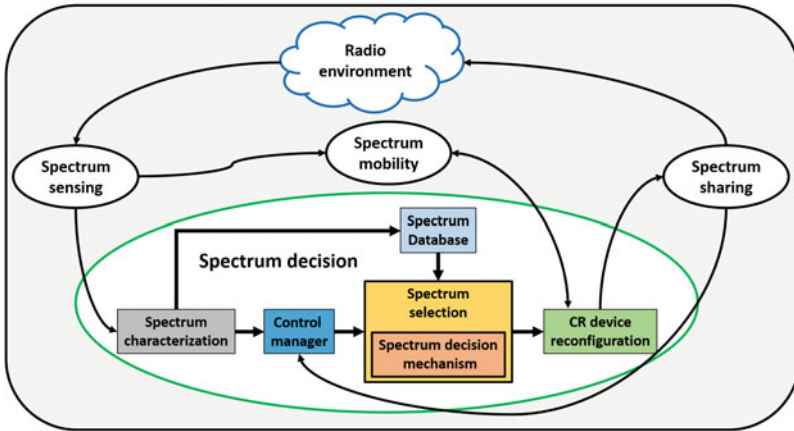 Radio
environment
Spectrum
sensing
Spectrum
mobility
Spectrum
sharing
Spectrum decision
Spectrum
Database
Spectrum
characterization
Control
manager
Spectrum
selection
Spectrum decision
mechanism
CR device
reconfiguration